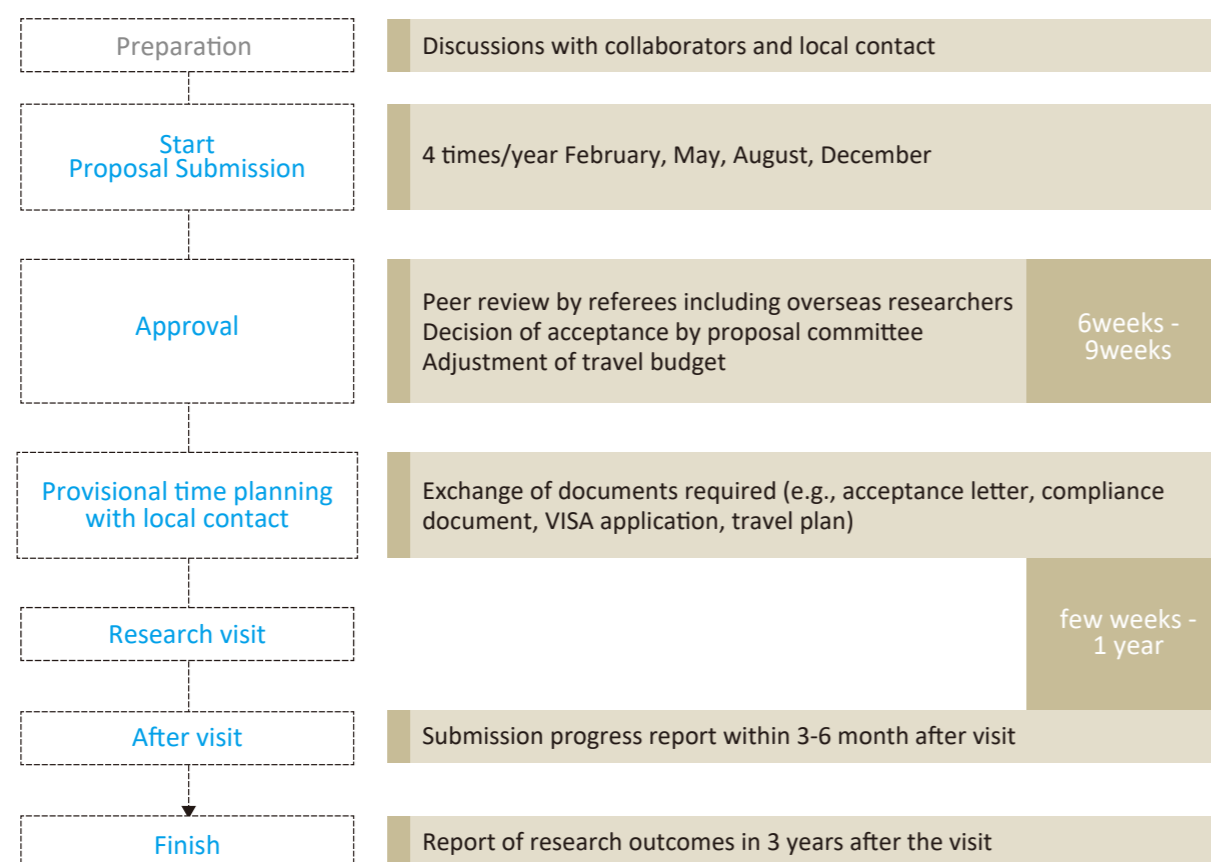 Preparation
Discussions with collaborators and local contact
Start
Proposal Submission
4 times/year February, May, August, December
Approval
Peer review by referees including overseas researchers
Decision of acceptance by proposal committee
Adjustment of travel budget
6weeks -
9weeks
Provisional time planning
with local contact
Exchange of documents required (e.g., acceptance letter, compliance
document, VISA application, travel plan)
Research visit
few weeks -
1 year
After visit
Submission progress report within 3-6 month after visit
Finish
Report of research outcomes in 3 years after the visit